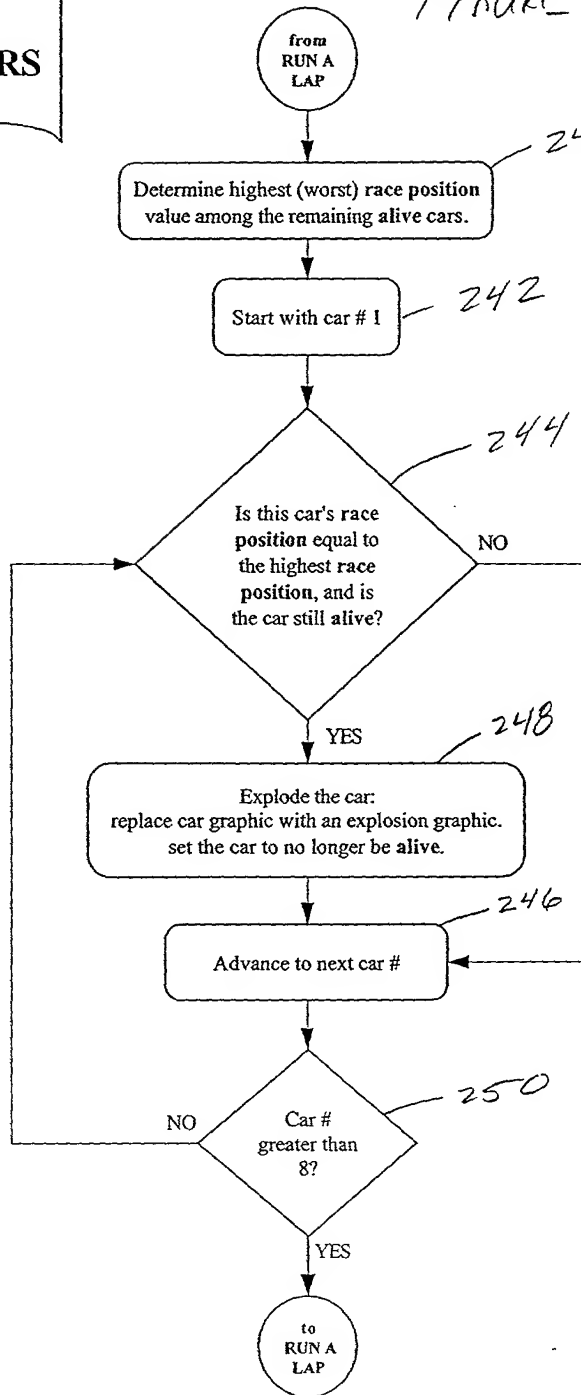 RS
from
RUN A
LAP
Determine highest (worst) race position
value among the remaining alive cars.
Start with car # 1
242
244
Is this car's race
position equal to
the highest race
position, and is
the car still alive?
NO
YES
248
Explode the car:
replace car graphic with an explosion graphic.
set the car to no longer be alive.
246
Advance to next car #
250
NO
Car #
greater than
8?
YES
to
RUN A
LAP